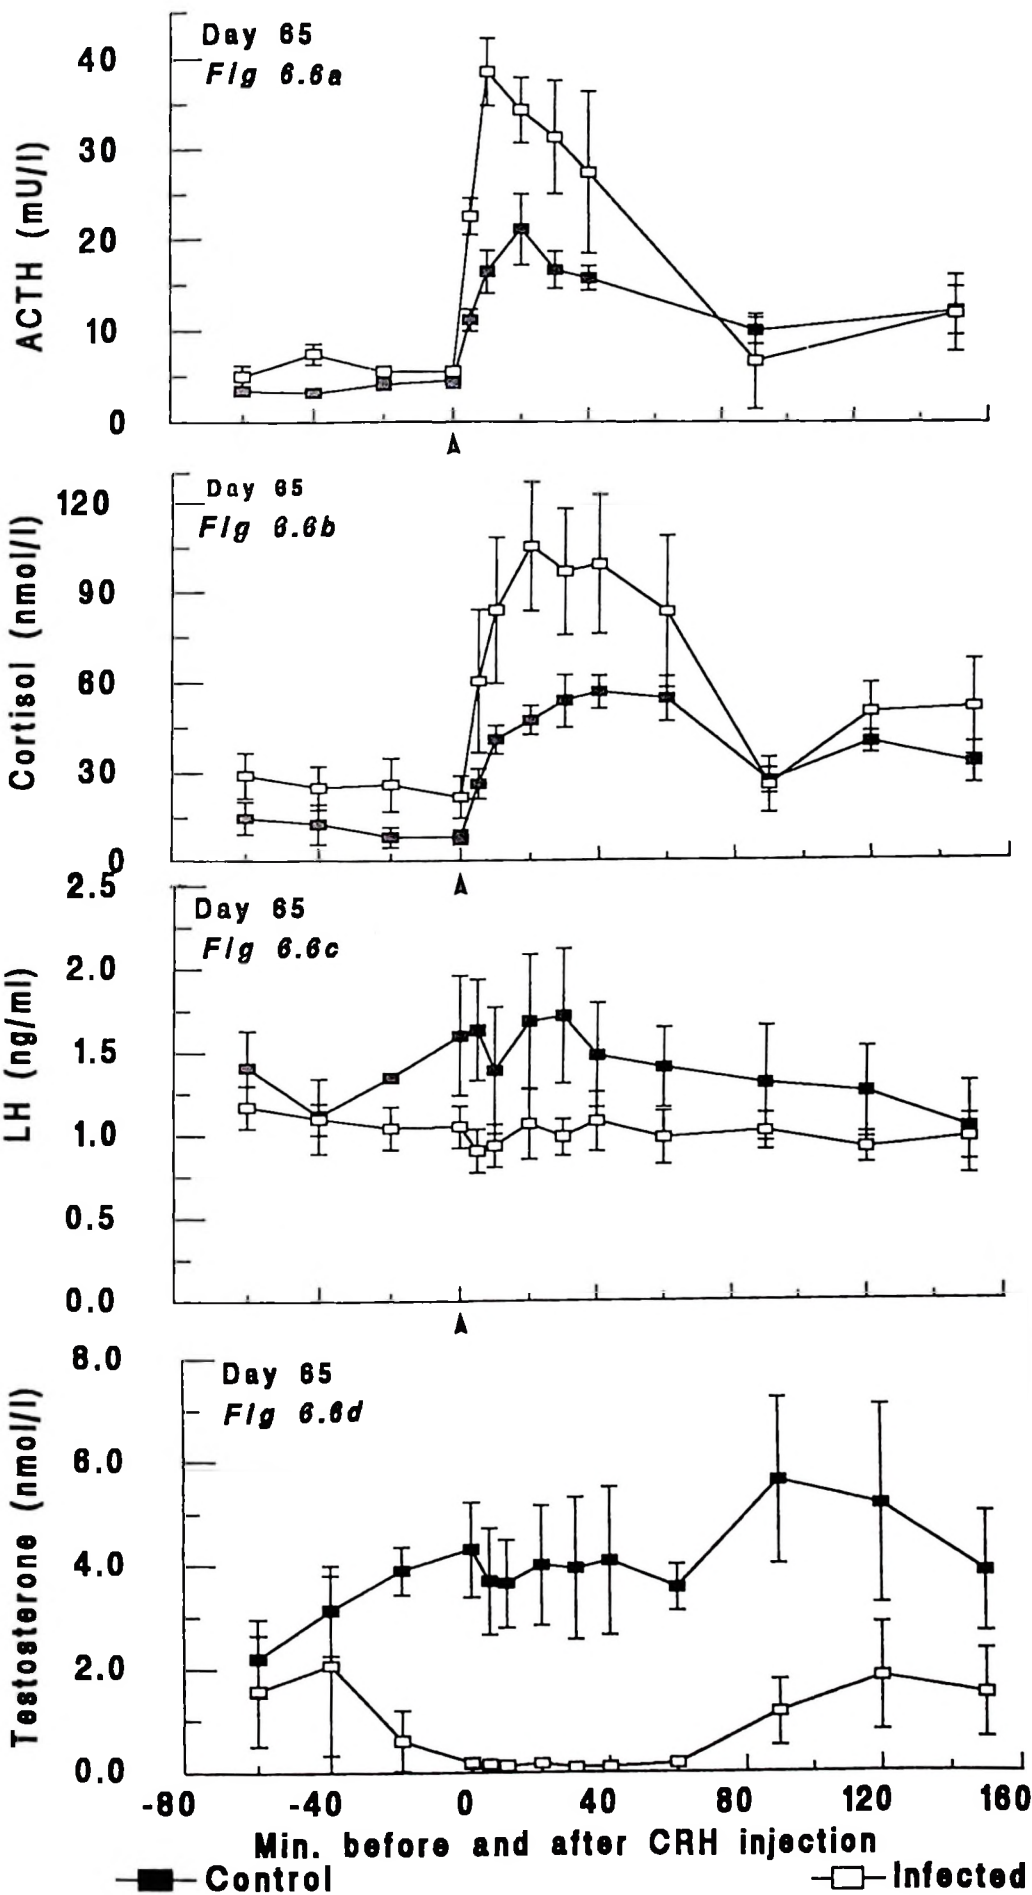 Day 65
Fig 6.6a
40
30
20
10
0
ACTH (mU/l)
Day 65
Fig 6.6b
120
90
60
30
0
Cortisol (nmol/l)
Day 65
Fig 6.6c
2.5
2.0
1.5
1.0
0.5
0.0
LH (ng/ml)
Day 65
Fig 6.6d
8.0
6.0
4.0
2.0
0.0
Testosterone (nmol/l)
-80 -40 0 40 80 120 160
Min. before and after CRH injection
Control Infected